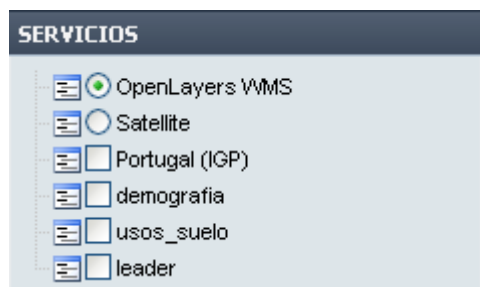 SERVICIOS
OpenLayers WMS
Satellite
Portugal (IGP)
demografia
usos_suelo
leader